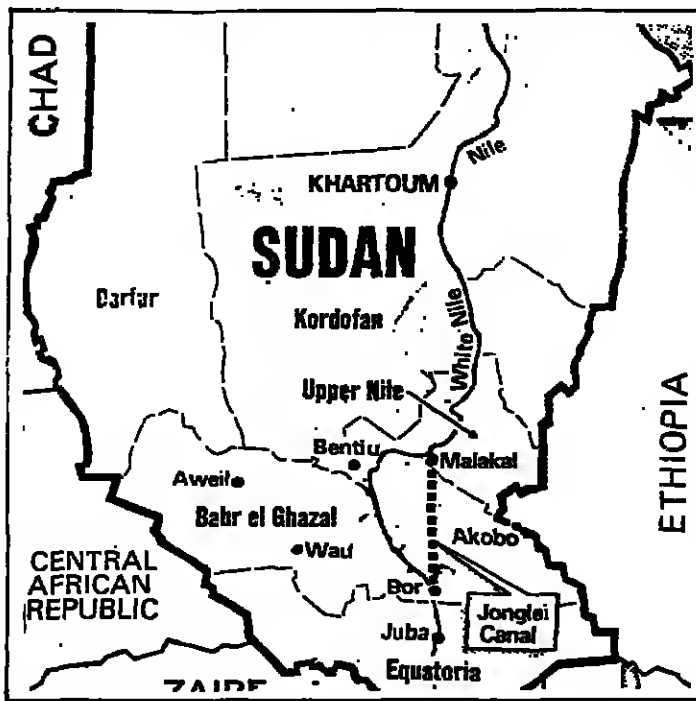 CHAD
Nile
KHARTOUM
SUDAN
Darfur
Kordofan
White Nile
Upper Nile
Bentiu
Malakal
Aweil
Bahr el Ghazal
Akobo
ETHIOPIA
Wau
CENTRAL
AFRICAN
REPUBLIC
Bor
Jonglei
Canal
Juba
Equatoria
ZAIRE